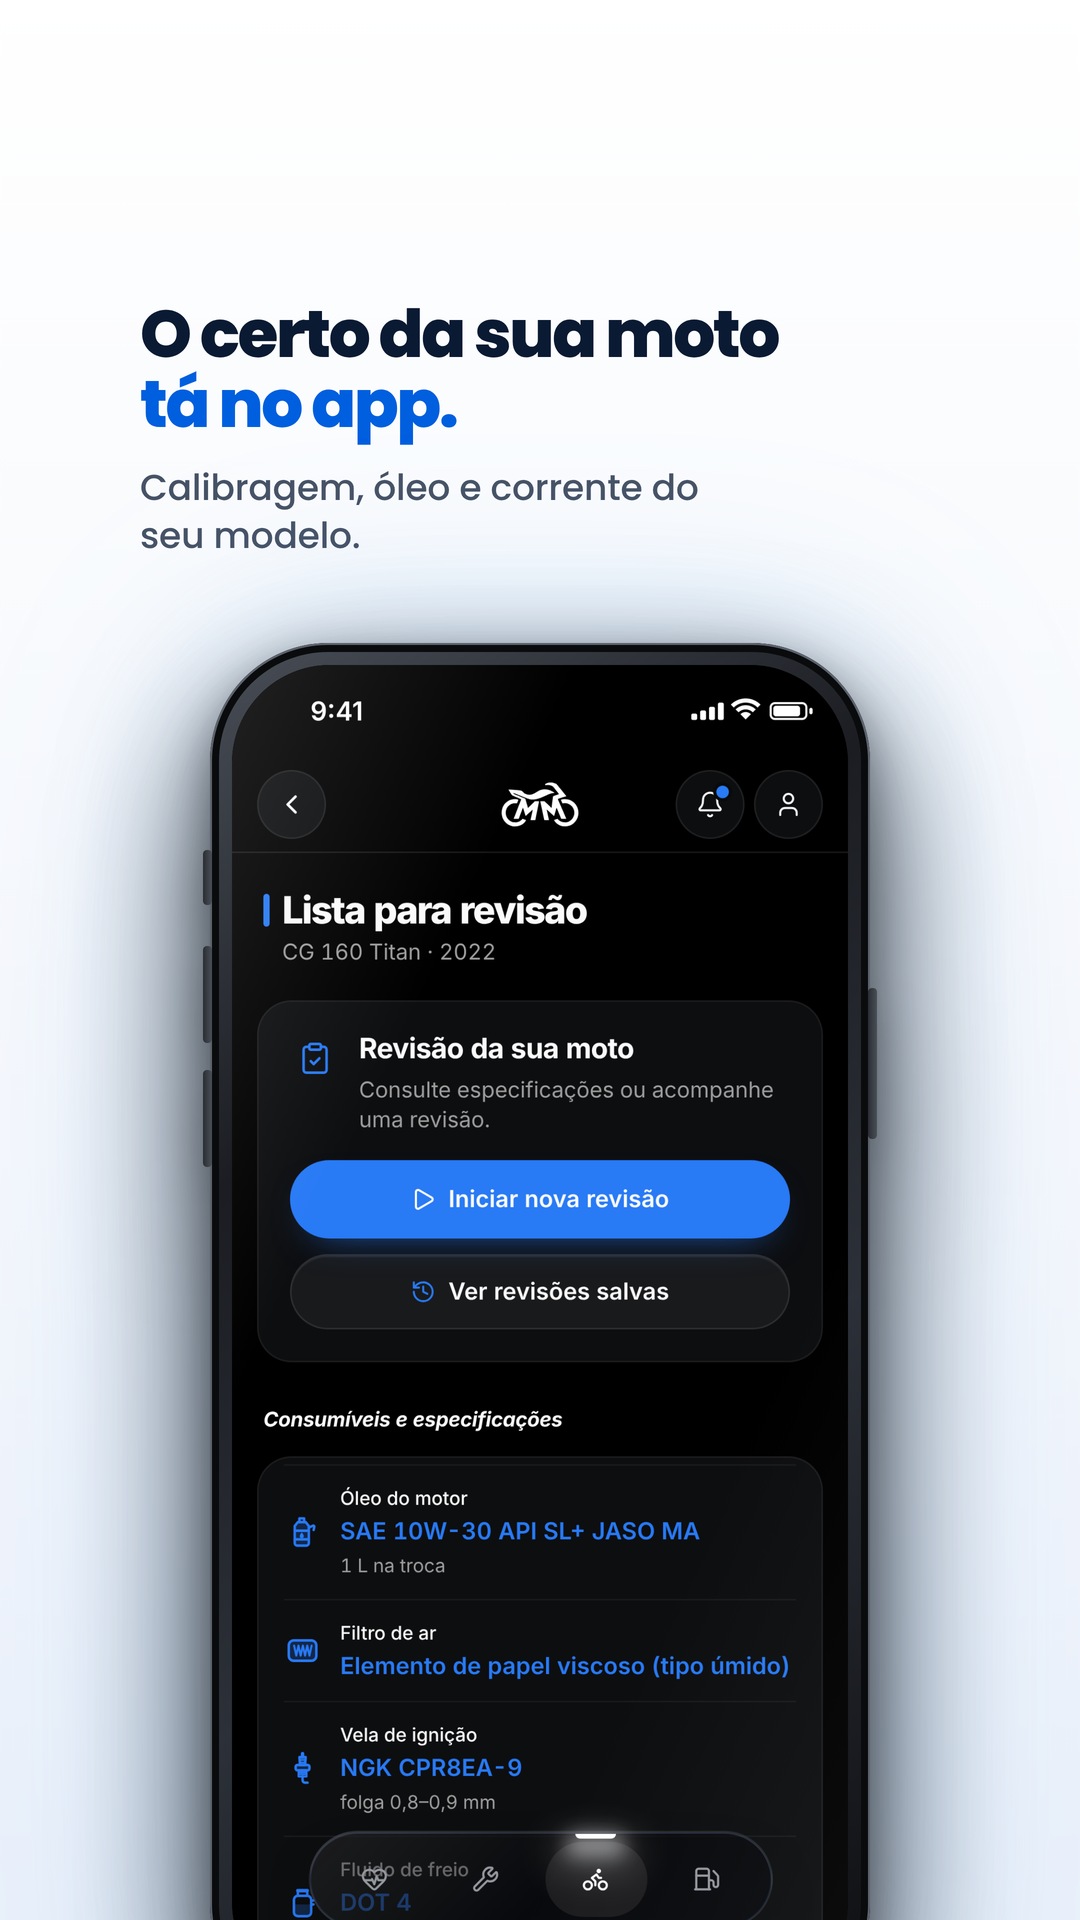 O certo da sua moto
tá no app.
Calibragem, óleo e corrente do
seu modelo.
9:41
MM
Lista para revisão
CG 160 Titan · 2022
Revisão da sua moto
Consulte especificações ou acompanhe
uma revisão.
Iniciar nova revisão
Ver revisões salvas
Consumíveis e especificações
Óleo do motor
SAE 10W-30 API SL+ JASO MA
1 L na troca
Filtro de ar
Elemento de papel viscoso (tipo úmido)
Vela de ignição
NGK CPR8EA-9
folga 0,8–0,9 mm
Fluido de freio
DOT 4